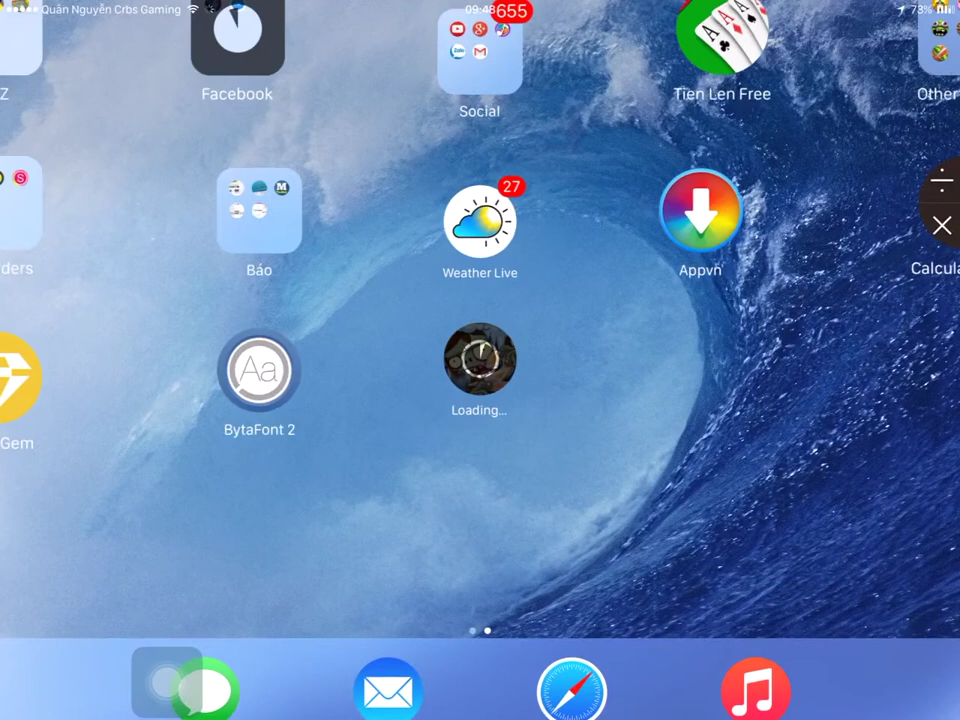 Quân Nguyễn Crbs Gaming
09:48
73%
655
Z
Facebook
Social
Tien Len Free
Other
27
ders
Báo
Weather Live
Appvn
Calcula
Aa
Gem
BytaFont 2
Loading...